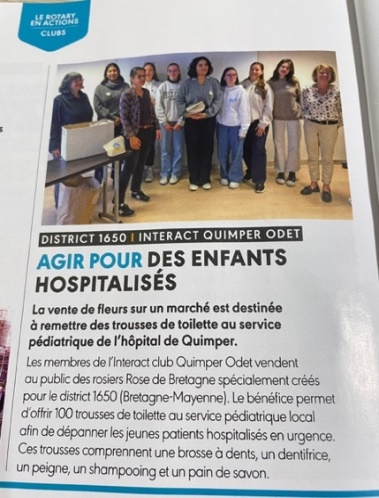 LE ROTARY
EN ACTIONS
CLUBS
DISTRICT 1650 | INTERACT QUIMPER ODET
AGIR POUR DES ENFANTS
HOSPITALISÉS
La vente de fleurs sur un marché est destinée
à remettre des trousses de toilette au service
pédiatrique de l'hôpital de Quimper.
Les membres de l'Interact club Quimper Odet vendent
au public des rosiers Rose de Bretagne spécialement créés
pour le district 1650 (Bretagne-Mayenne). Le bénéfice permet
d'offrir 100 trousses de toilette au service pédiatrique local
afin de dépanner les jeunes patients hospitalisés en urgence.
Ces trousses comprennent une brosse à dents, un dentifrice,
un peigne, un shampooing et un pain de savon.